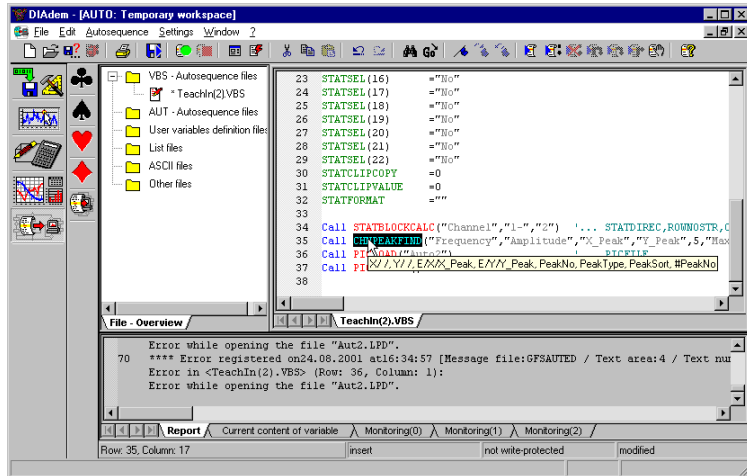 DIAdem - [AUTO: Temporary workspace]
File Edit Autosequence Settings Window ?
Go
VBS - Autosequence files
* TeachIn(2).VBS
AUT - Autosequence files
User variables definition files
List files
ASCII files
Other files
File - Overview
23 STATSEL(16) ="No"
24 STATSEL(17) ="No"
25 STATSEL(18) ="No"
26 STATSEL(19) ="No"
27 STATSEL(20) ="No"
28 STATSEL(21) ="No"
29 STATSEL(22) ="No"
30 STATCLIPCOPY =0
31 STATCLIPVALUE =0
32 STATFORMAT =""
33
34 Call STATBLOCKCALC("Channel","1-","2") '... STATDIREC,ROWNOSTR,C
35 Call CHNPEAKFIND("Frequency","Amplitude","X_Peak","Y_Peak",5,"Max
36 Call PICLOAD("Auto2") '... PICFILE
X/ /, Y/ /, E/X/X_Peak, E/Y/Y_Peak, PeakNo, PeakType, PeakSort, #PeakNo
37 Call PI
38
TeachIn(2).VBS
Error while opening the file "Aut2.LPD".
70 **** Error registered on24.08.2001 at16:34:57 [Message file:GFSAUTED / Text area:4 / Text num
Error in <TeachIn(2).VBS> (Row: 36, Column: 1):
Error while opening the file "Aut2.LPD".
Report Current content of variable Monitoring(0) Monitoring(1) Monitoring(2)
Row: 35, Column: 17 insert not write-protected modified